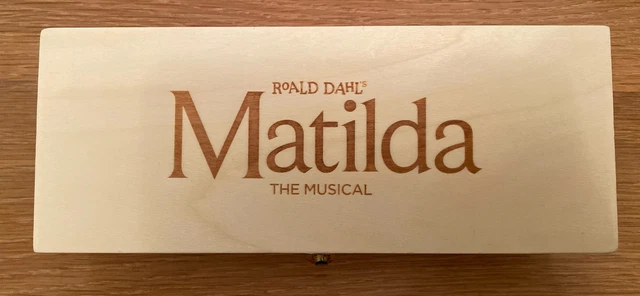 ROALD DAHL'S
Matilda
THE MUSICAL